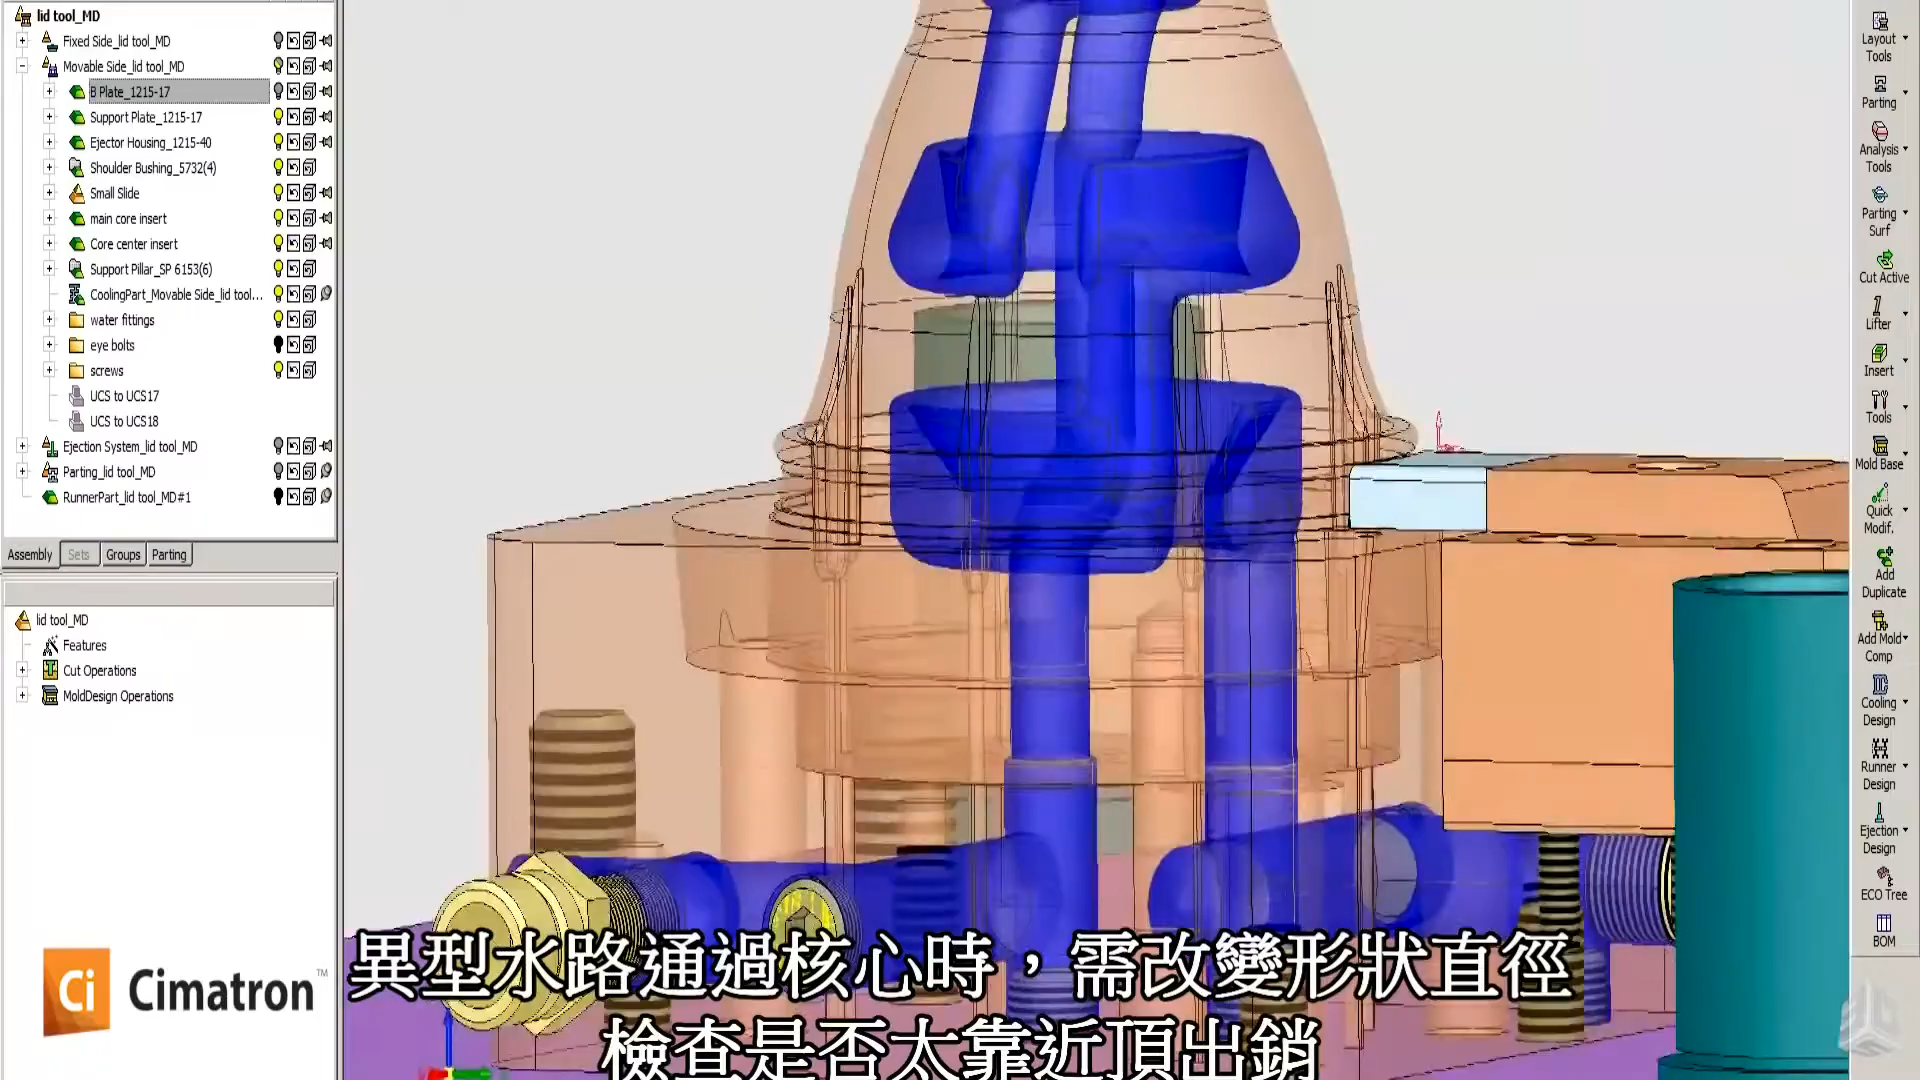 lid tool_MD
Fixed Side_lid tool_MD
Movable Side_lid tool_MD
B Plate_1215-17
Support Plate_1215-17
Ejector Housing_1215-40
Shoulder Bushing_5732(4)
Small Slide
main core insert
Core center insert
Support Pillar_SP 6153(6)
CoolingPart_Movable Side_lid tool...
water fittings
eye bolts
screws
UCS to UCS17
UCS to UCS18
Ejection System_lid tool_MD
Parting_lid tool_MD
RunnerPart_lid tool_MD#1
Assembly
Sets
Groups
Parting
lid tool_MD
Features
Cut Operations
MoldDesign Operations
Layout
Tools
Parting
Analysis
Tools
Parting
Surf
Cut Active
Lifter
Insert
Tools
Mold Base
Quick
Modif.
Add
Duplicate
Add Mold
Comp
Cooling
Design
Runner
Design
Ejection
Design
ECO Tree
BOM
Ci Cimatron™
異型水路通過核心時，需改變形狀直徑
檢查是否太靠近頂出銷